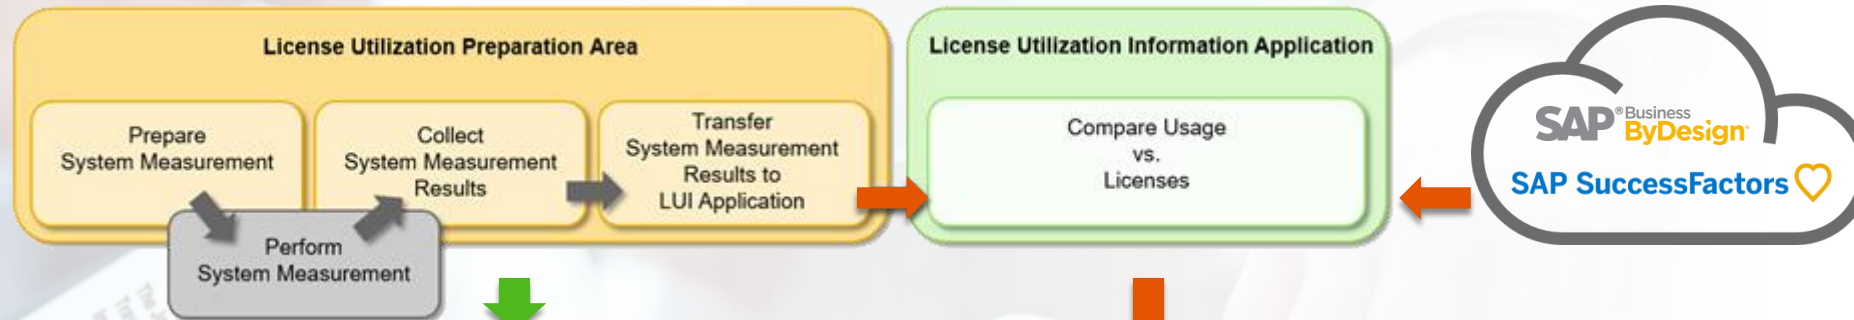 License Utilization Preparation Area
Prepare
System Measurement
Collect
System Measurement
Results
Transfer
System Measurement
Results to
LUI Application
Perform
System Measurement
License Utilization Information Application
Compare Usage
vs.
Licenses
SAP® Business
ByDesign
SAP SuccessFactors